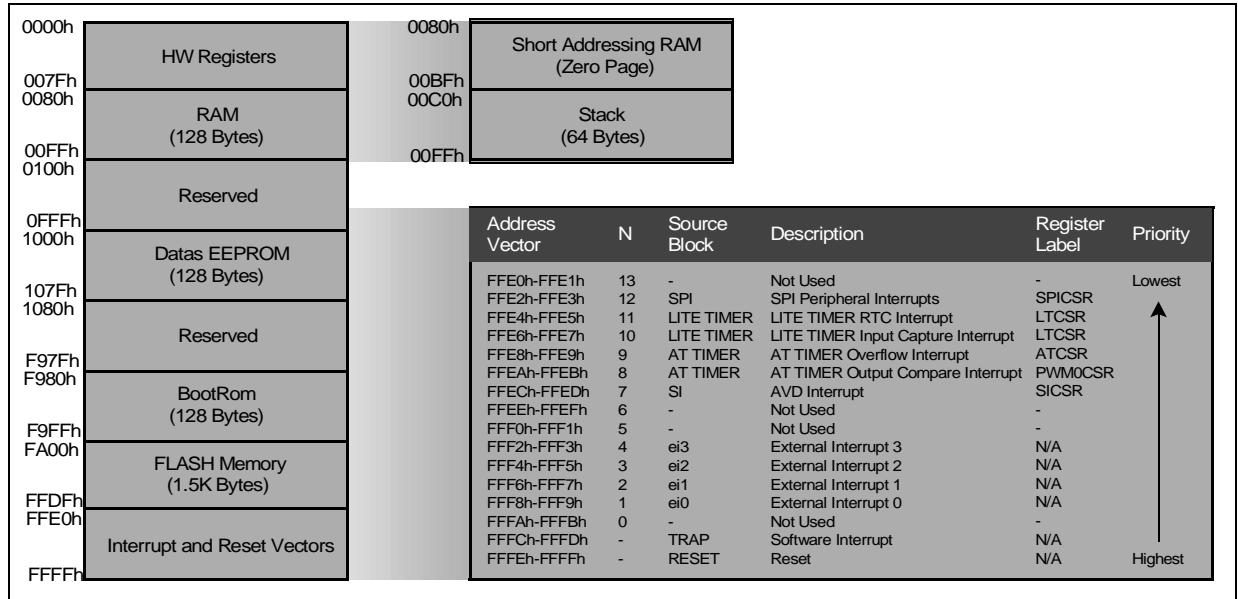 0000h
HW Registers
007Fh
0080h
RAM
(128 Bytes)
00FFh
0100h
Reserved
0FFFh
1000h
Datas EEPROM
(128 Bytes)
107Fh
1080h
Reserved
F97Fh
F980h
BootRom
(128 Bytes)
F9FFh
FA00h
FLASH Memory
(1.5K Bytes)
FFDFh
FFE0h
Interrupt and Reset Vectors
FFFFh
0080h
Short Addressing RAM
(Zero Page)
00BFh
00C0h
Stack
(64 Bytes)
00FFh
Address Vector N Source Block Description Register Label Priority
FFE0h-FFE1h 13 - Not Used - Lowest
FFE2h-FFE3h 12 SPI SPI Peripheral Interrupts SPICSR
FFE4h-FFE5h 11 LITE TIMER LITE TIMER RTC Interrupt LTCSR
FFE6h-FFE7h 10 LITE TIMER LITE TIMER Input Capture Interrupt LTCSR
FFE8h-FFE9h 9 AT TIMER AT TIMER Overflow Interrupt ATCSR
FFEAh-FFEBh 8 AT TIMER AT TIMER Output Compare Interrupt PWM0CSR
FFECh-FFEDh 7 SI AVD Interrupt SICSR
FFEEh-FFEFh 6 - Not Used -
FFF0h-FFF1h 5 - Not Used -
FFF2h-FFF3h 4 ei3 External Interrupt 3 N/A
FFF4h-FFF5h 3 ei2 External Interrupt 2 N/A
FFF6h-FFF7h 2 ei1 External Interrupt 1 N/A
FFF8h-FFF9h 1 ei0 External Interrupt 0 N/A
FFFAh-FFFBh 0 - Not Used -
FFFCh-FFFDh - TRAP Software Interrupt N/A
FFFEh-FFFFh - RESET Reset N/A Highest